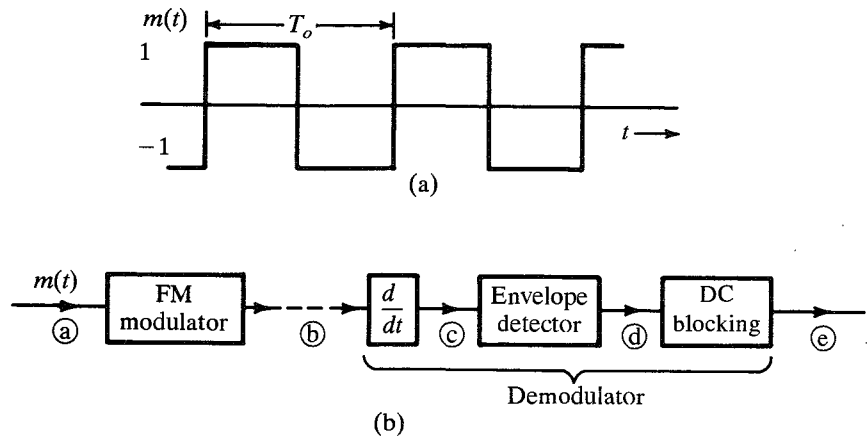 m(t)
1
T_o
-1
t
(a)
m(t)
FM
modulator
d
dt
Envelope
detector
DC
blocking
a
b
c
d
e
Demodulator
(b)